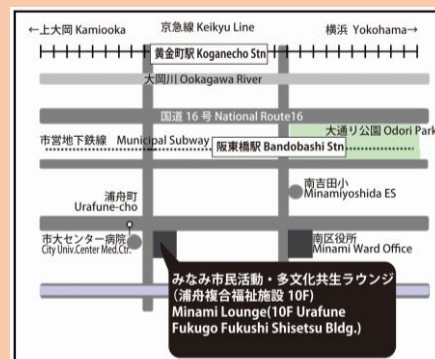 ←上大岡 Kamiooka 京急線 Keikyu Line 横浜 Yokohama→
黄金町駅 Koganecho Stn
大岡川 Ookagawa River
国道 16 号 National Route16
大通り公園 Odori Park
市営地下鉄線 Municipal Subway
阪東橋駅 Bandobashi Stn
南吉田小
Minamiyoshida ES
浦舟町
Urafune-cho
市大センター病院
City Univ.Center Med.Ctr.
南区役所
Minami Ward Office
みなみ市民活動・多文化共生ラウンジ
（浦舟複合福祉施設 10F）
Minami Lounge(10F Urafune
Fukugo Fukushi Shisetsu Bldg.)